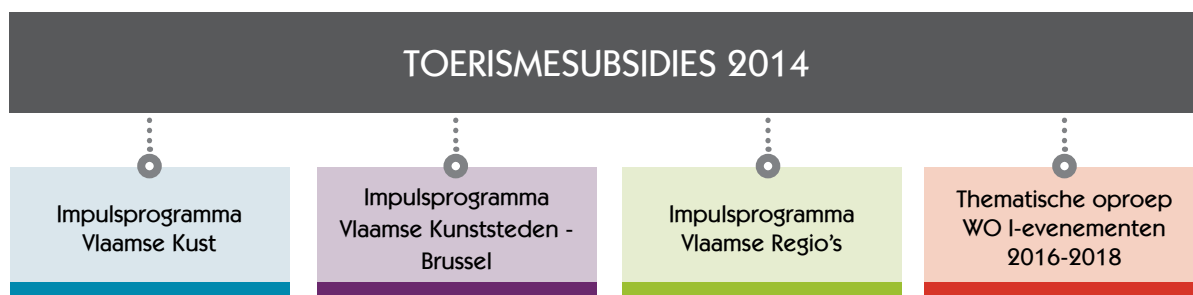 TOERISMESUBSIDIES 2014
Impulsprogramma
Vlaamse Kust
Impulsprogramma
Vlaamse Kunststeden -
Brussel
Impulsprogramma
Vlaamse Regio's
Thematische oproep
WO I-evenementen
2016-2018